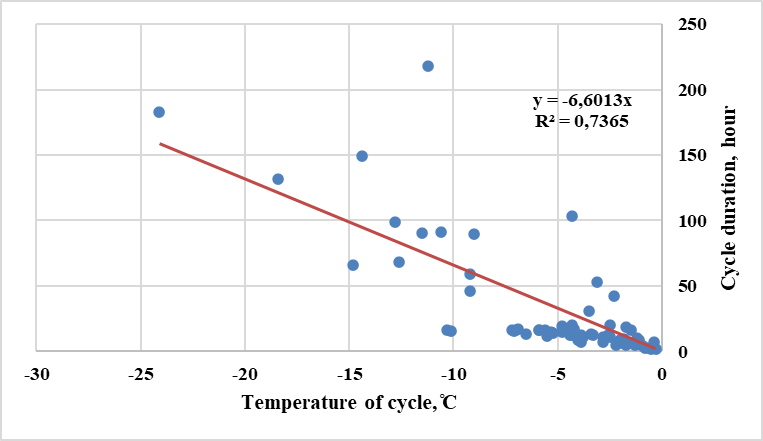 250
200
y = -6,6013x
R² = 0,7365
150
100
50
0
Cycle duration, hour
-30 -25 -20 -15 -10 -5 0
Temperature of cycle,℃